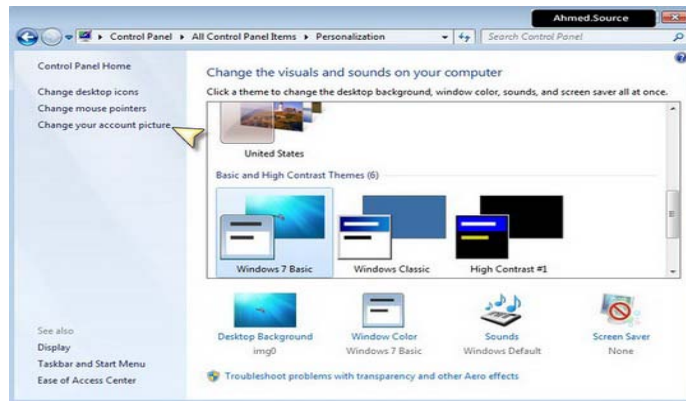 Ahmed.Source
Control Panel ▸ All Control Panel Items ▸ Personalization
Search Control Panel
Control Panel Home
Change desktop icons
Change mouse pointers
Change your account picture
See also
Display
Taskbar and Start Menu
Ease of Access Center
Change the visuals and sounds on your computer
Click a theme to change the desktop background, window color, sounds, and screen saver all at once.
United States
Basic and High Contrast Themes (6)
Windows 7 Basic
Windows Classic
High Contrast #1
Desktop Background
img0
Window Color
Windows 7 Basic
Sounds
Windows Default
Screen Saver
None
Troubleshoot problems with transparency and other Aero effects